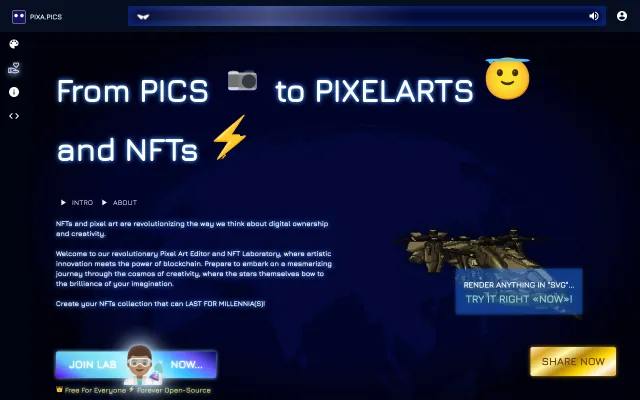 PIXA.PICS
From PICS to PIXELARTS
and NFTs
INTRO ABOUT
NFTs and pixel art are revolutionizing the way we think about digital ownership
and creativity.
Welcome to our revolutionary Pixel Art Editor and NFT Laboratory, where artistic
innovation meets the power of blockchain. Prepare to embark on a mesmerizing
journey through the cosmos of creativity, where the stars themselves bow to
the brilliance of your imagination.
Create your NFTs collection that can LAST FOR MILLENNIA(S)!
RENDER ANYTHING IN "SVG"...
TRY IT RIGHT «NOW»!
JOIN LAB NOW...
SHARE NOW
Free For Everyone Forever Open-Source